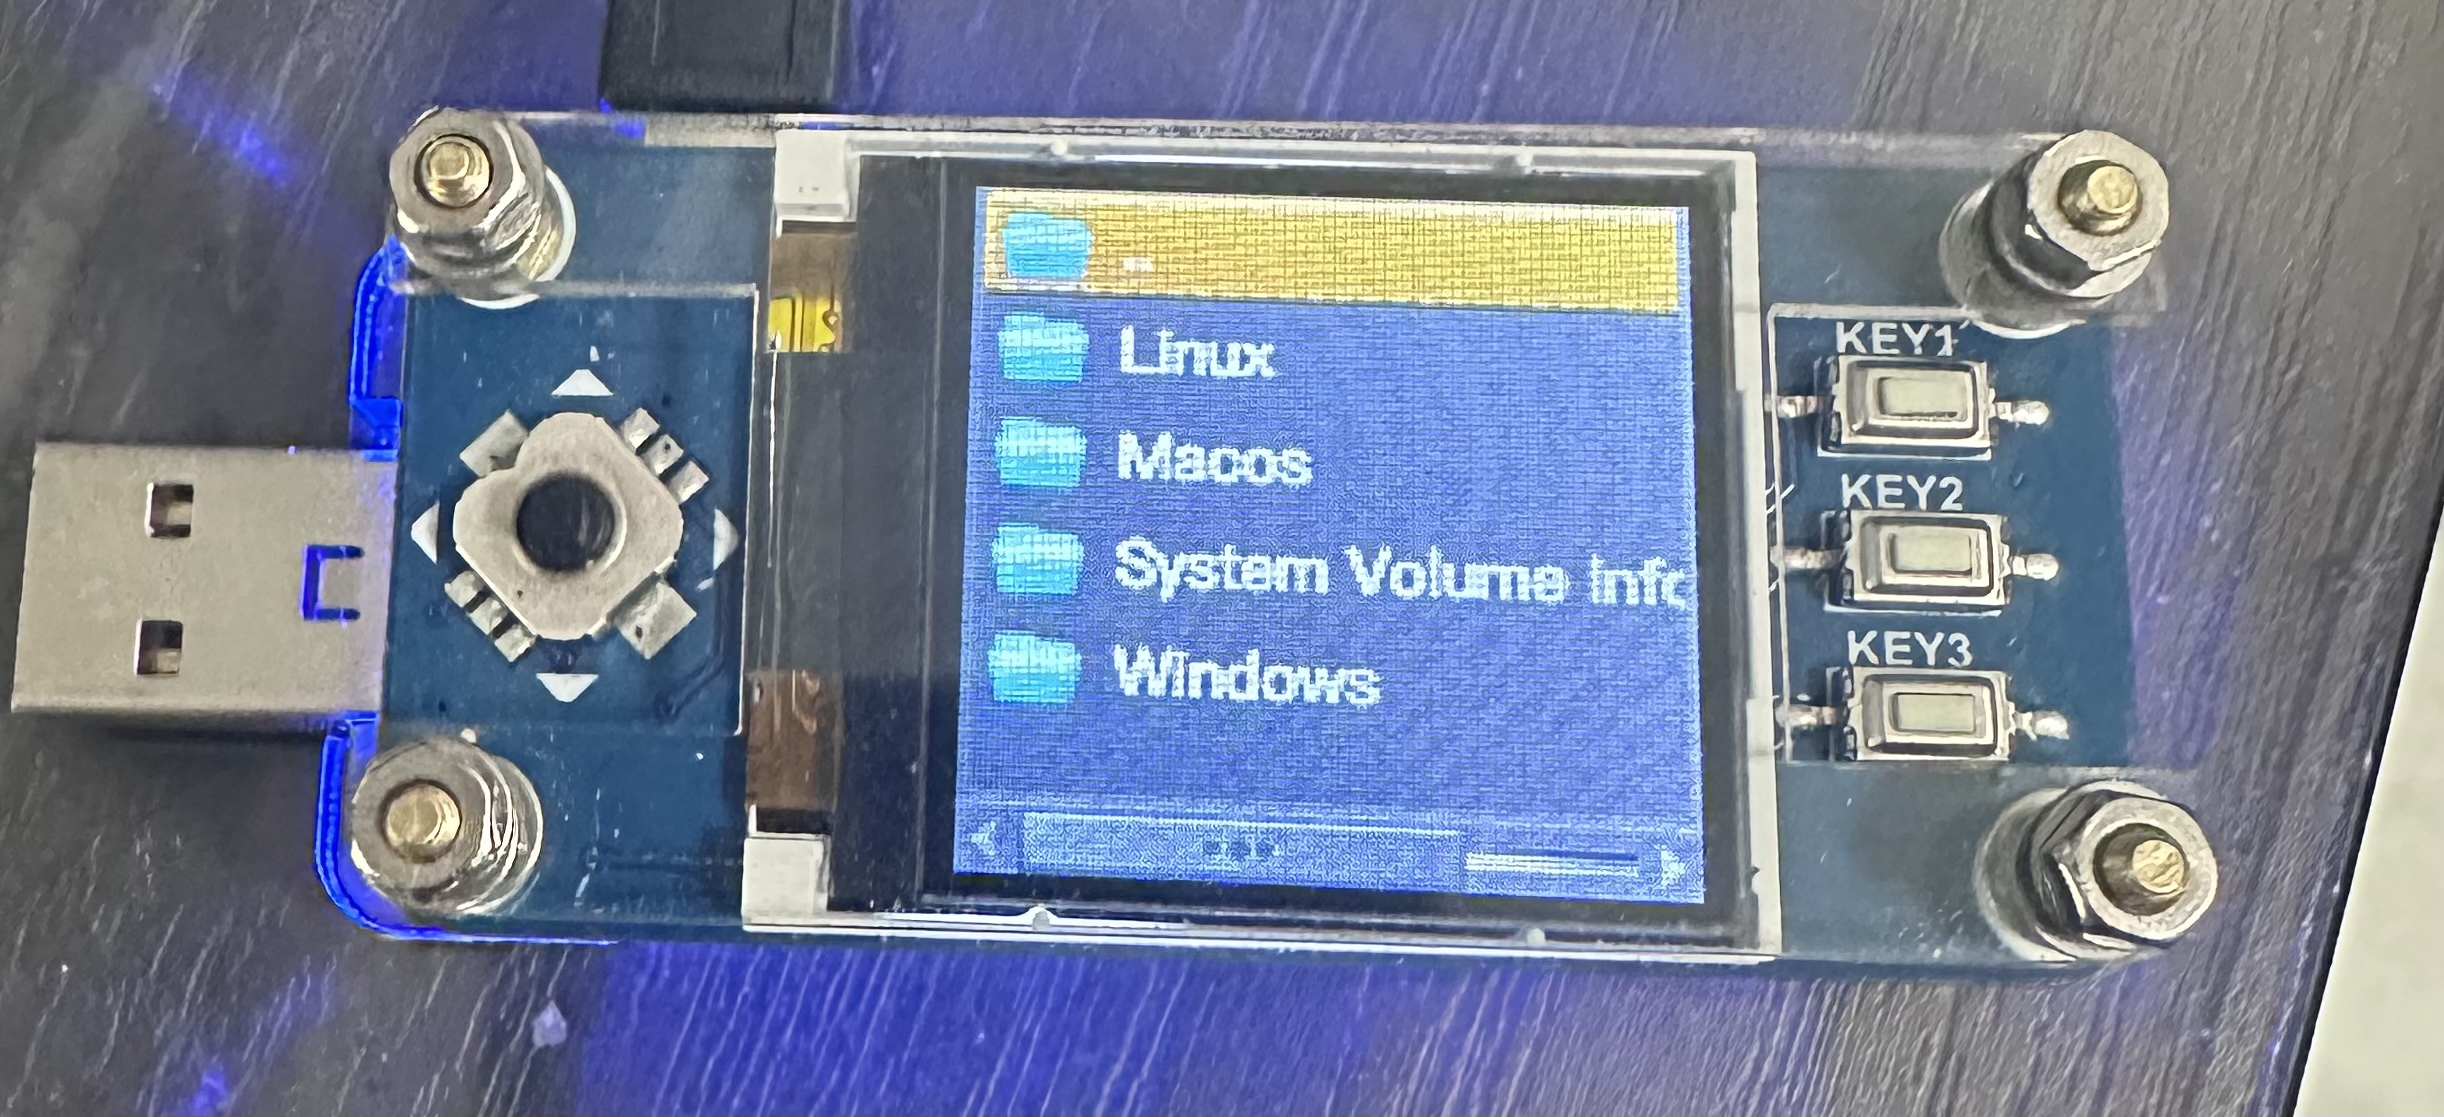 ..
Linux
Macos
System Volume Info
Windows
KEY1
KEY2
KEY3